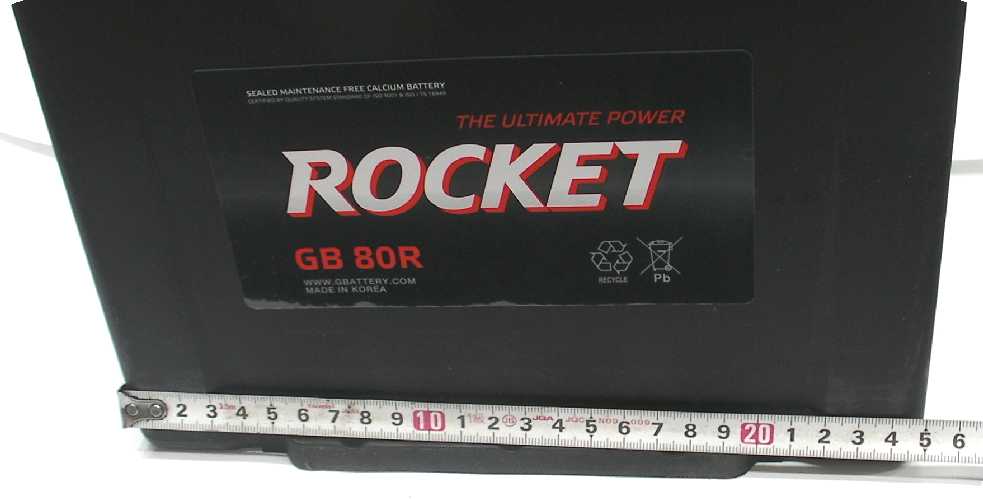 SEALED MAINTENANCE FREE CALCIUM BATTERY
THE ULTIMATE POWER
ROCKET
GB 80R
WWW.GBATTERY.COM
MADE IN KOREA
RECYCLE
Pb
2 3 4 5 6 7 8 9 10 1 2 3 4 5 6 7 8 9 20 1 2 3 4 5 6